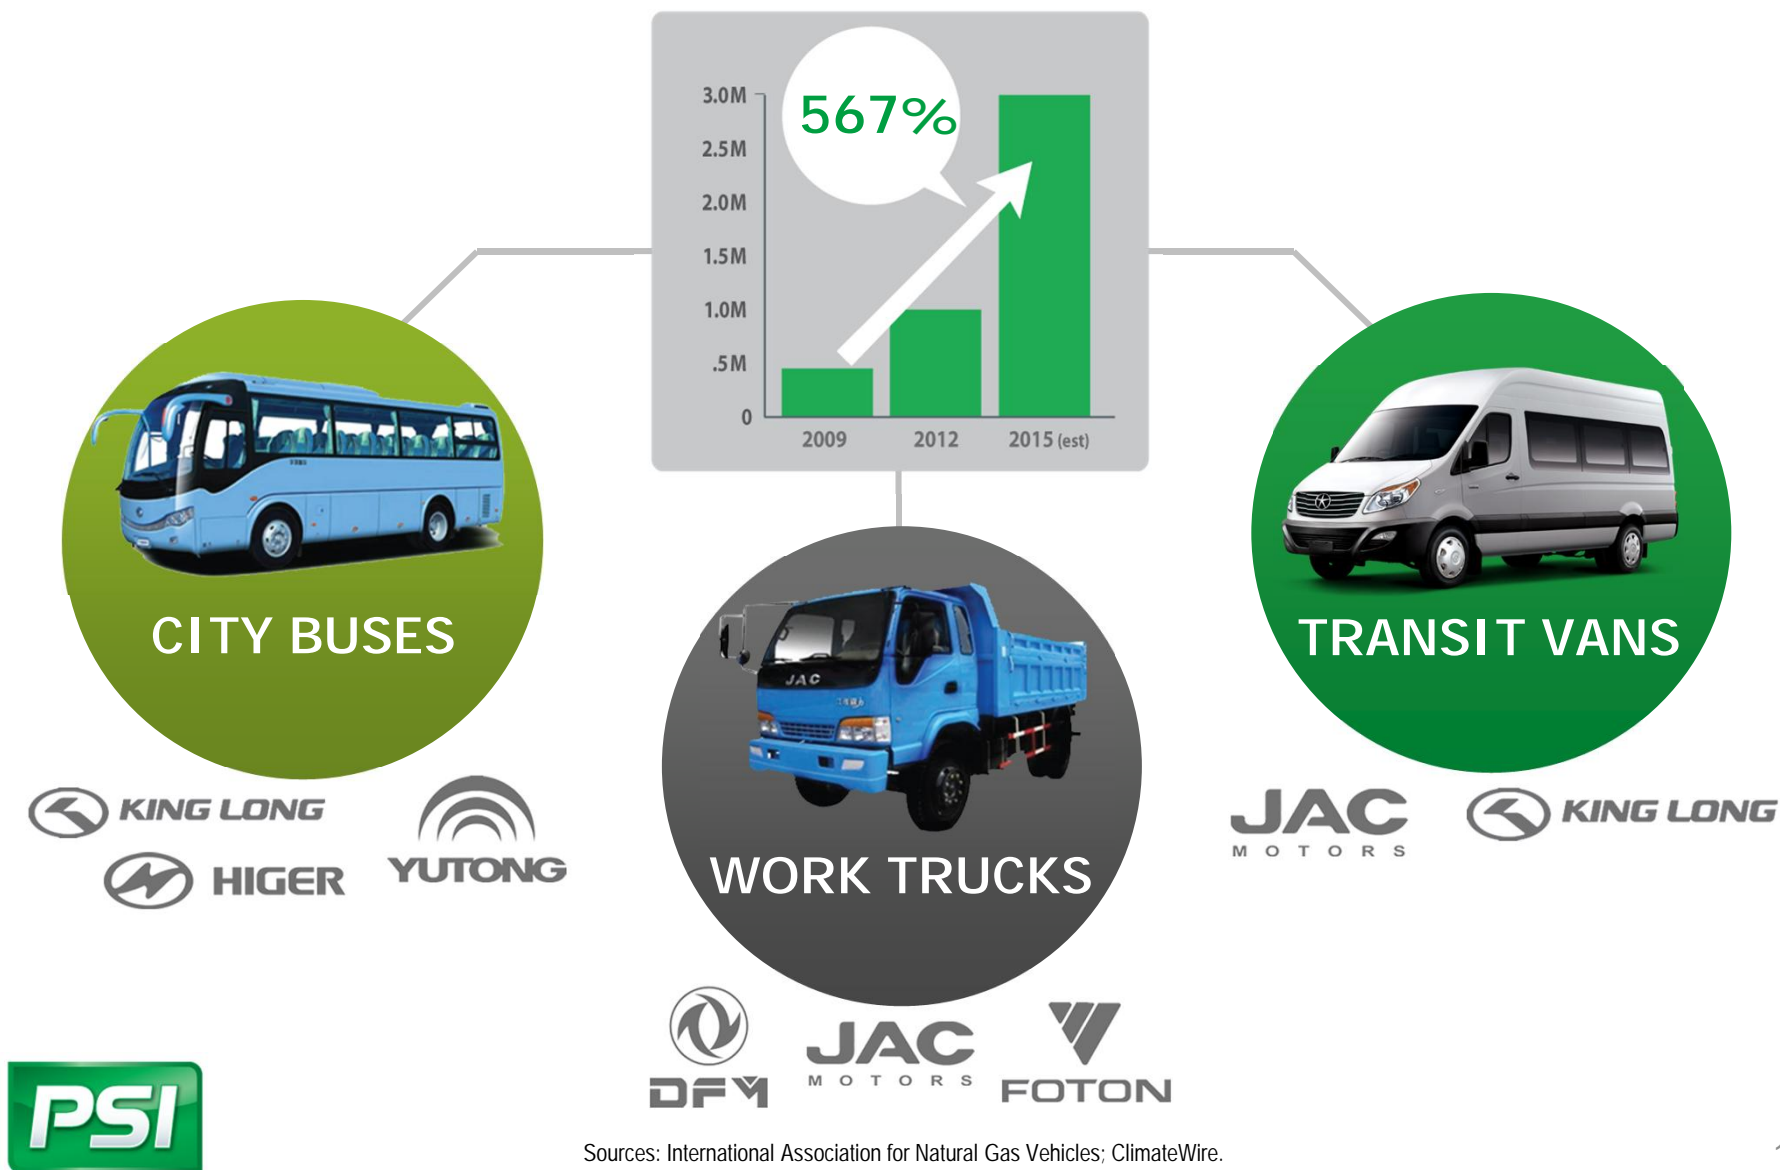 567%
3.0M
2.5M
2.0M
1.5M
1.0M
.5M
0
2009 2012 2015 (est)
CITY BUSES
KING LONG
YUTONG
HIGER
JAC
WORK TRUCKS
DFM
JAC
MOTORS
FOTON
TRANSIT VANS
JAC
MOTORS
KING LONG
PSI
Sources: International Association for Natural Gas Vehicles; ClimateWire.